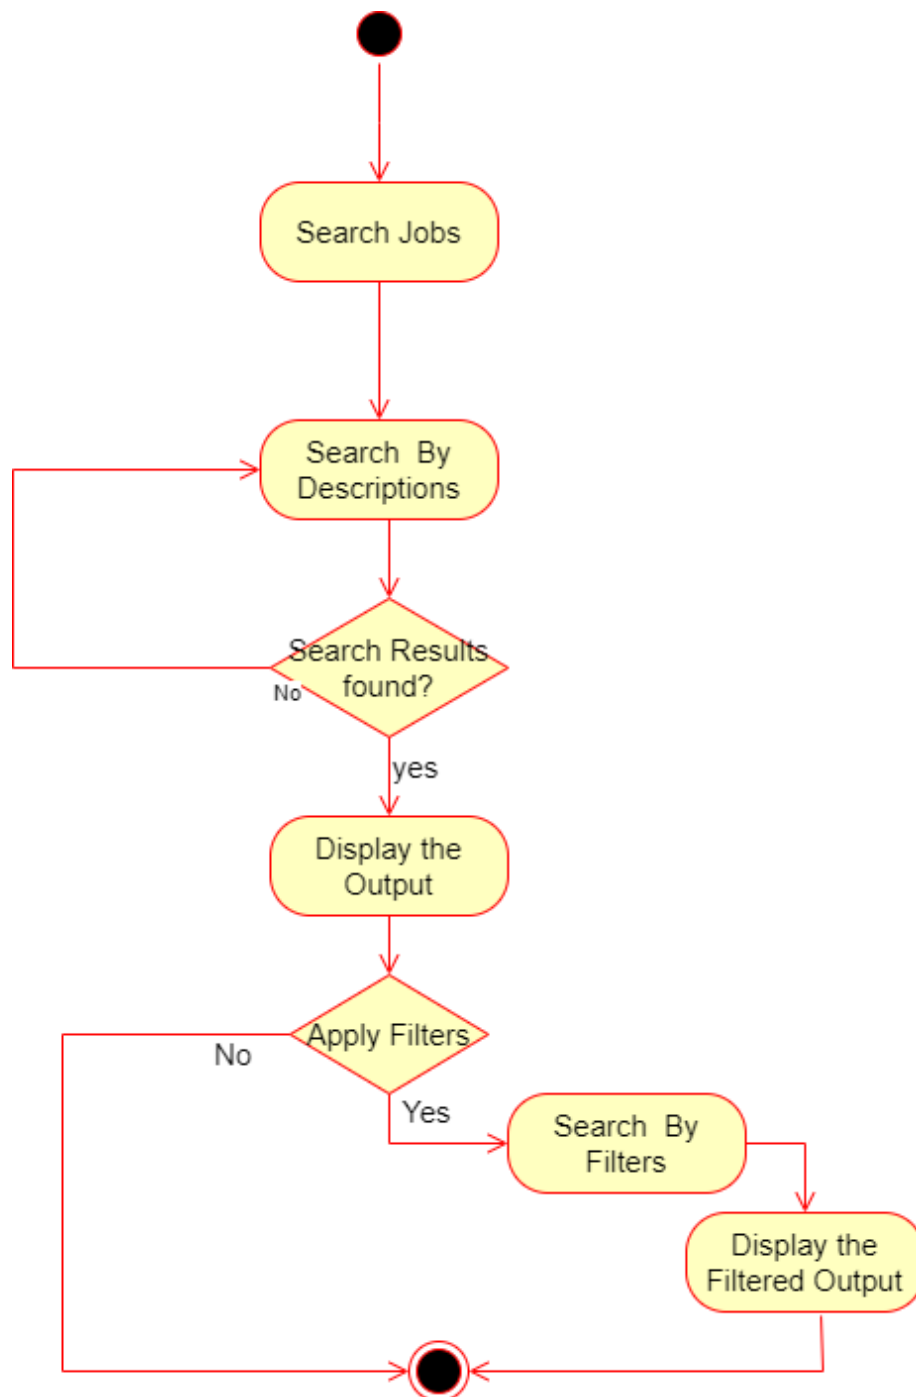 Search Jobs
Search By
Descriptions
Search Results
found?
No
yes
Display the
Output
Apply Filters
No
Yes
Search By
Filters
Display the
Filtered Output